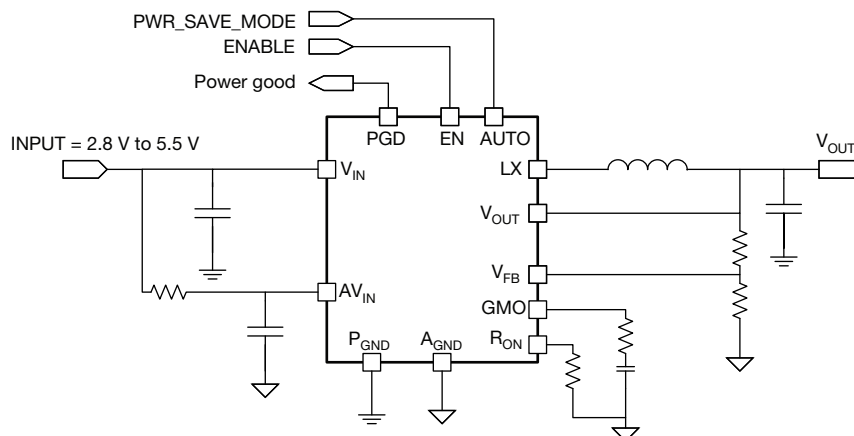 PWR_SAVE_MODE
ENABLE
Power good
PGD
EN
AUTO
INPUT = 2.8 V to 5.5 V
VIN
LX
VOUT
VOUT
VFB
AVIN
GMO
RON
PGND
AGND